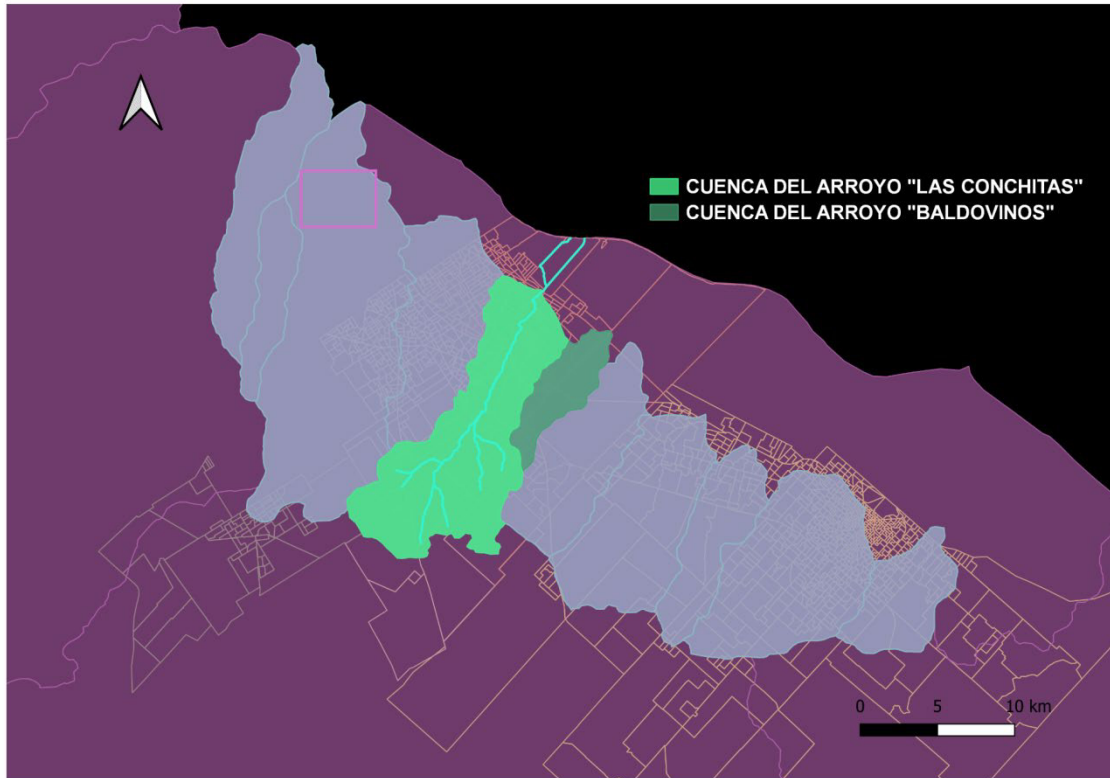 CUENCA DEL ARROYO "LAS CONCHITAS"
CUENCA DEL ARROYO "BALDOVINOS"
0 5 10 km